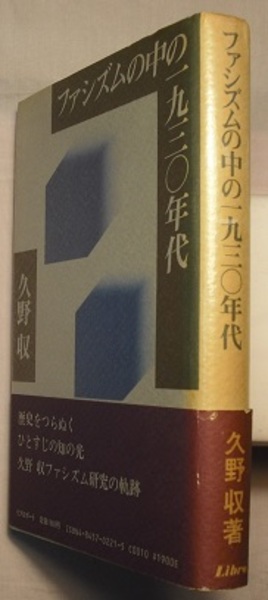 ファシズムの中の一九三〇年代
久野 収
歴史をつらぬく
ひとすじの知の光
久野 収ファシズム研究の軌跡
ファシズムの中の一九三〇年代
久野 収著
Libro